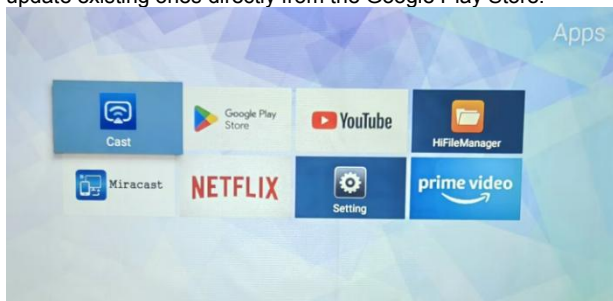 update existing ones directly from the Google Play Store.
Apps
Cast
Google Play
Store
YouTube
HiFileManager
Miracast
NETFLIX
Setting
prime video